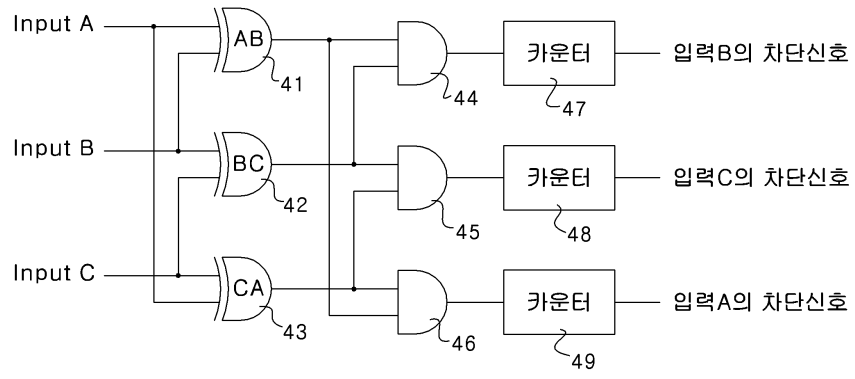 Input A
AB
41
44
카운터
47
입력B의 차단신호
Input B
BC
42
45
카운터
48
입력C의 차단신호
Input C
CA
43
46
카운터
49
입력A의 차단신호